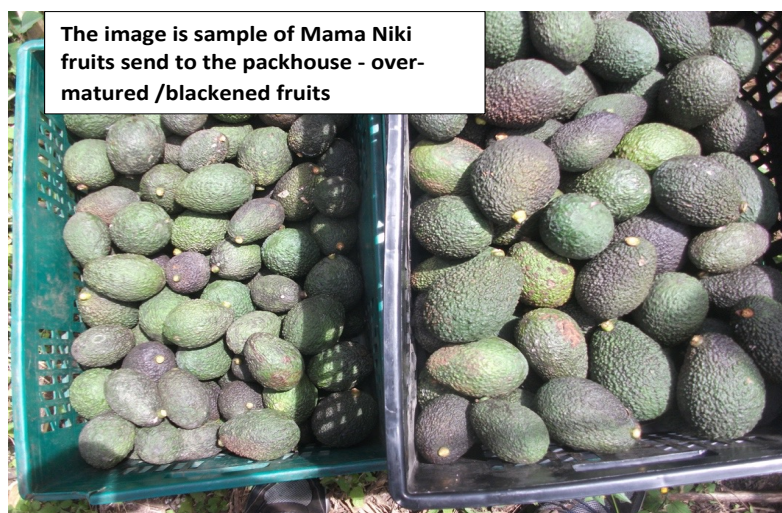 The image is sample of Mama Niki
fruits send to the packhouse - over-
matured /blackened fruits